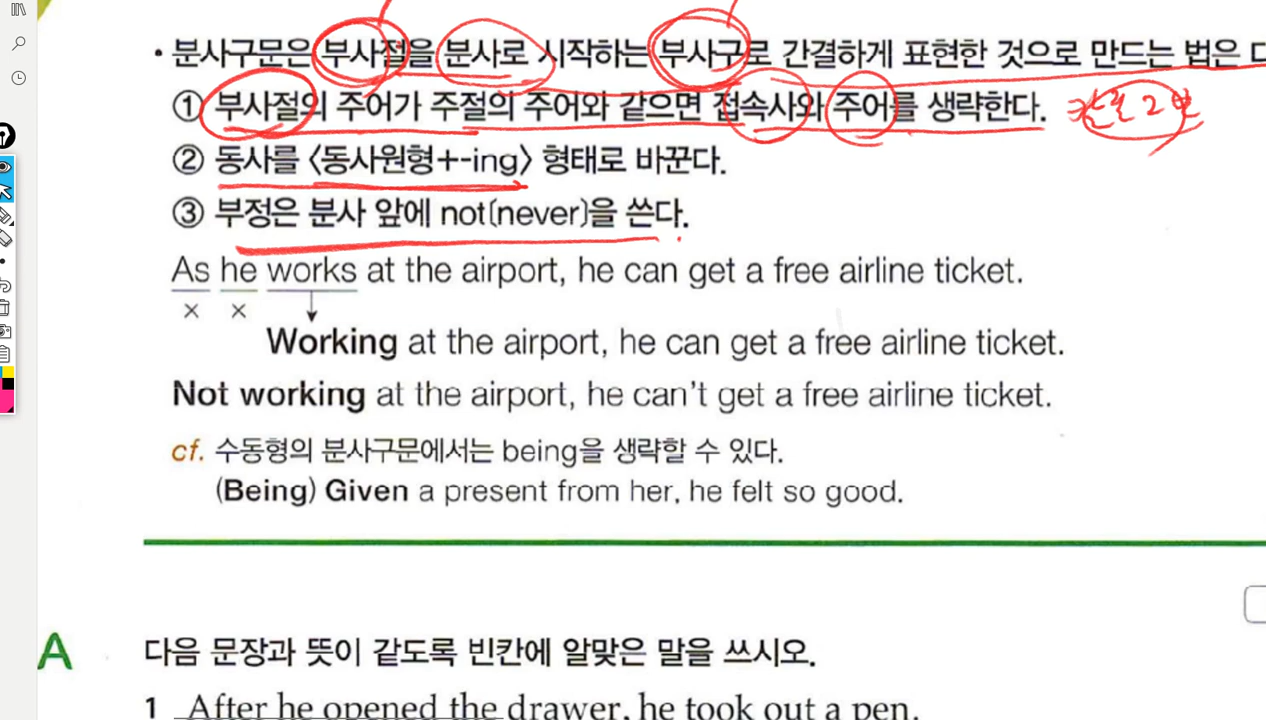 • 분사구문은 부사절을 분사로 시작하는 부사구로 간결하게 표현한 것으로 만드는 법은
① 부사절의 주어가 주절의 주어와 같으면 접속사와 주어를 생략한다.
② 동사를 〈동사원형+-ing〉 형태로 바꾼다.
③ 부정은 분사 앞에 not(never)을 쓴다.
As he works at the airport, he can get a free airline ticket.
× ×
Working at the airport, he can get a free airline ticket.
Not working at the airport, he can't get a free airline ticket.
cf. 수동형의 분사구문에서는 being을 생략할 수 있다.
(Being) Given a present from her, he felt so good.
A 다음 문장과 뜻이 같도록 빈칸에 알맞은 말을 쓰시오.
1 After he opened the drawer, he took out a pen.